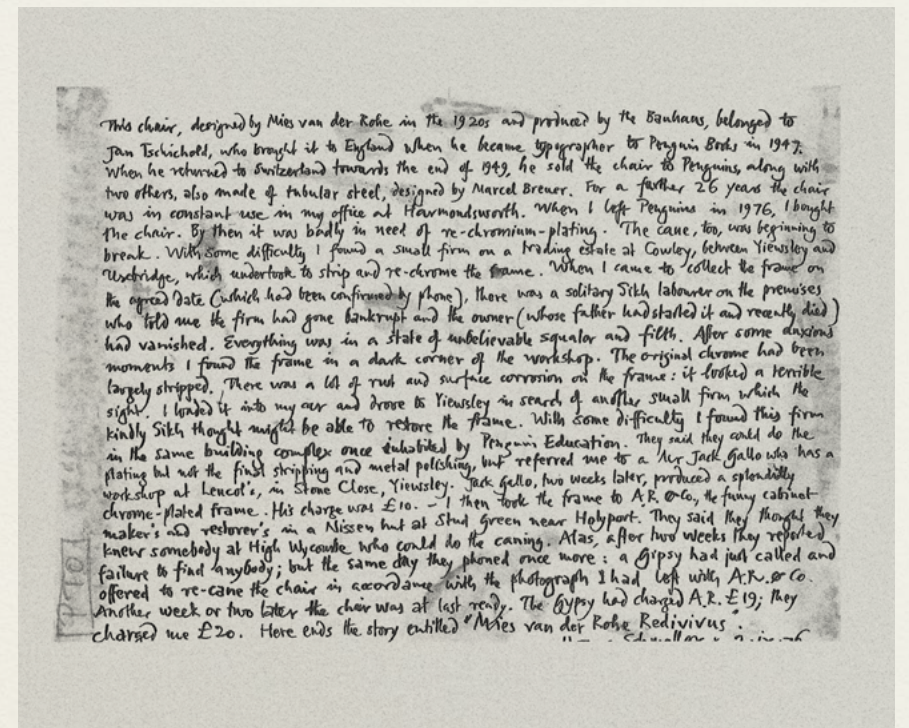 This chair, designed by Mies van der Rohe in the 1920s and produced by the Bauhaus, belonged to
Jan Tschichold, who brought it to England when he became typographer to Penguin Books in 1947.
When he returned to Switzerland towards the end of 1949, he sold the chair to Penguins, along with
two others, also made of tubular steel, designed by Marcel Breuer. For a further 26 years the chair
was in constant use in my office at Harmondsworth. When I left Penguins in 1976, I bought
the chair. By then it was badly in need of re-chromium-plating. The cane, too, was beginning to
break. With some difficulty I found a small firm on a trading estate at Cowley, between Yiewsley and
Uxbridge, which undertook to strip and re-chrome the frame. When I came to collect the frame on
the agreed date (which had been confirmed by phone), there was a solitary Sikh labourer on the premises
who told me the firm had gone bankrupt and the owner (whose father had started it and recently died)
had vanished. Everything was in a state of unbelievable squalor and filth. After some anxious
moments I found the frame in a dark corner of the workshop. The original chrome had been
largely stripped. There was a lot of rust and surface corrosion on the frame: it looked a terrible
sight. I loaded it into my car and drove to Yiewsley in search of another small firm which the
kindly Sikh thought might be able to restore the frame. With some difficulty I found this firm
in the same building complex once inhabited by Penguin Education. They said they could do the
plating but not the final stripping and metal polishing, but referred me to a Mr Jack Gallo who has a
workshop at Lencol's, in Stone Close, Yiewsley. Jack Gallo, two weeks later, produced a splendidly
chrome-plated frame. His charge was £10. – I then took the frame to A.R. & Co., the funny cabinet
maker's and restorer's in a Nissen hut at Stud Green near Holyport. They said they thought they
knew somebody at High Wycombe who could do the caning. Alas, after two weeks they reported
failure to find anybody; but the same day they phoned once more: a Gipsy had just called and
offered to re-cane the chair in accordance with the photograph I had left with A.R. & Co.
Another week or two later the chair was at last ready. The Gypsy had charged A.R. £19; they
charged me £20. Here ends the story entitled "Mies van der Rohe Redivivus".